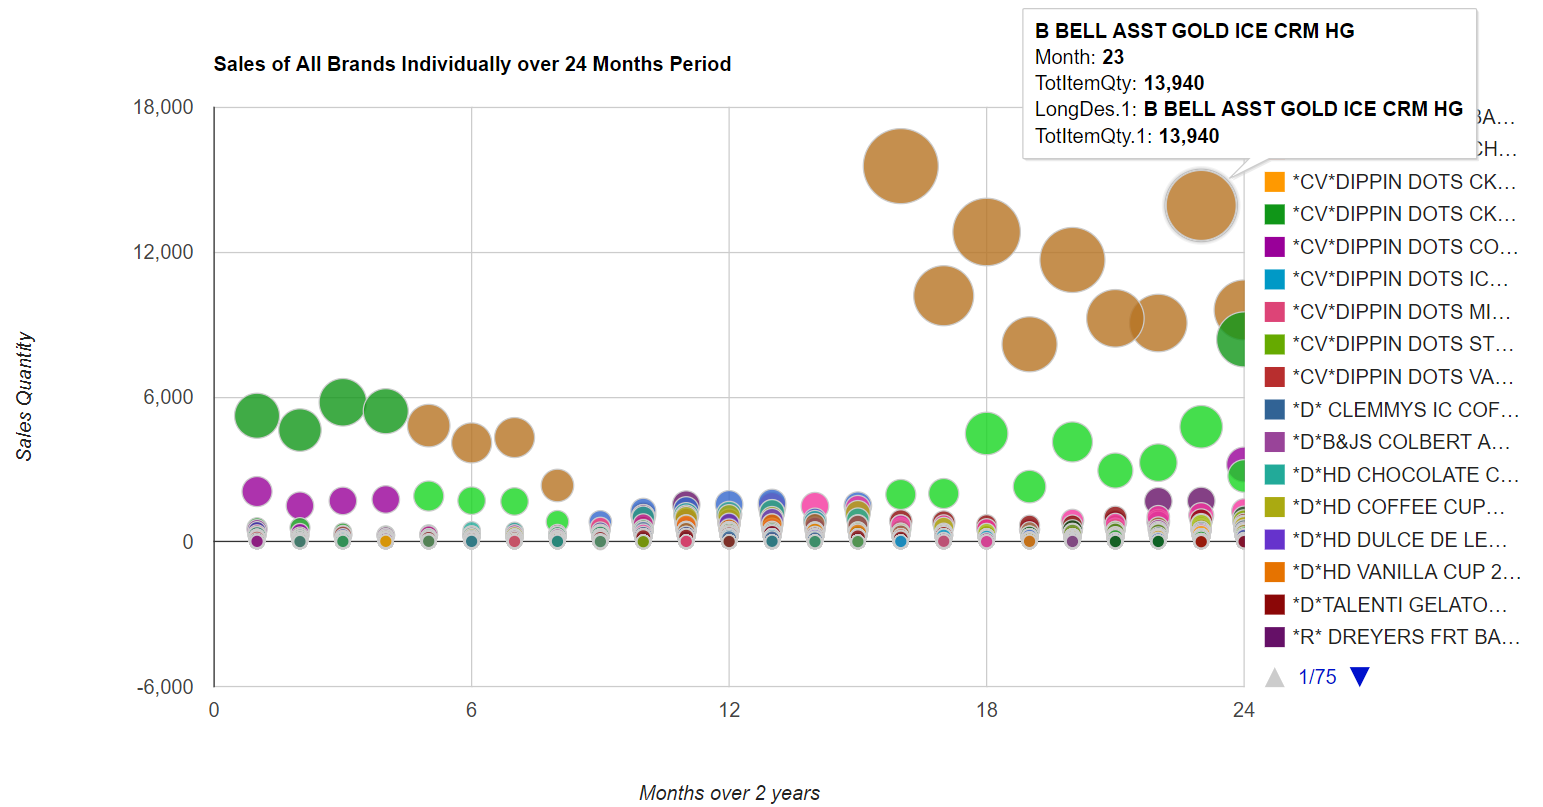 B BELL ASST GOLD ICE CRM HG
Month: 23
TotItemQty: 13,940
LongDes.1: B BELL ASST GOLD ICE CRM HG
TotItemQty.1: 13,940
Sales of All Brands Individually over 24 Months Period
18,000
12,000
6,000
0
-6,000
Sales Quantity
0
6
12
18
24
Months over 2 years
*CV*DIPPIN DOTS CK…
*CV*DIPPIN DOTS CK…
*CV*DIPPIN DOTS CO…
*CV*DIPPIN DOTS IC…
*CV*DIPPIN DOTS MI…
*CV*DIPPIN DOTS ST…
*CV*DIPPIN DOTS VA…
*D* CLEMMYS IC COF…
*D*B&JS COLBERT A…
*D*HD CHOCOLATE C…
*D*HD COFFEE CUP…
*D*HD DULCE DE LE…
*D*HD VANILLA CUP 2…
*D*TALENTI GELATO…
*R* DREYERS FRT BA…
1/75